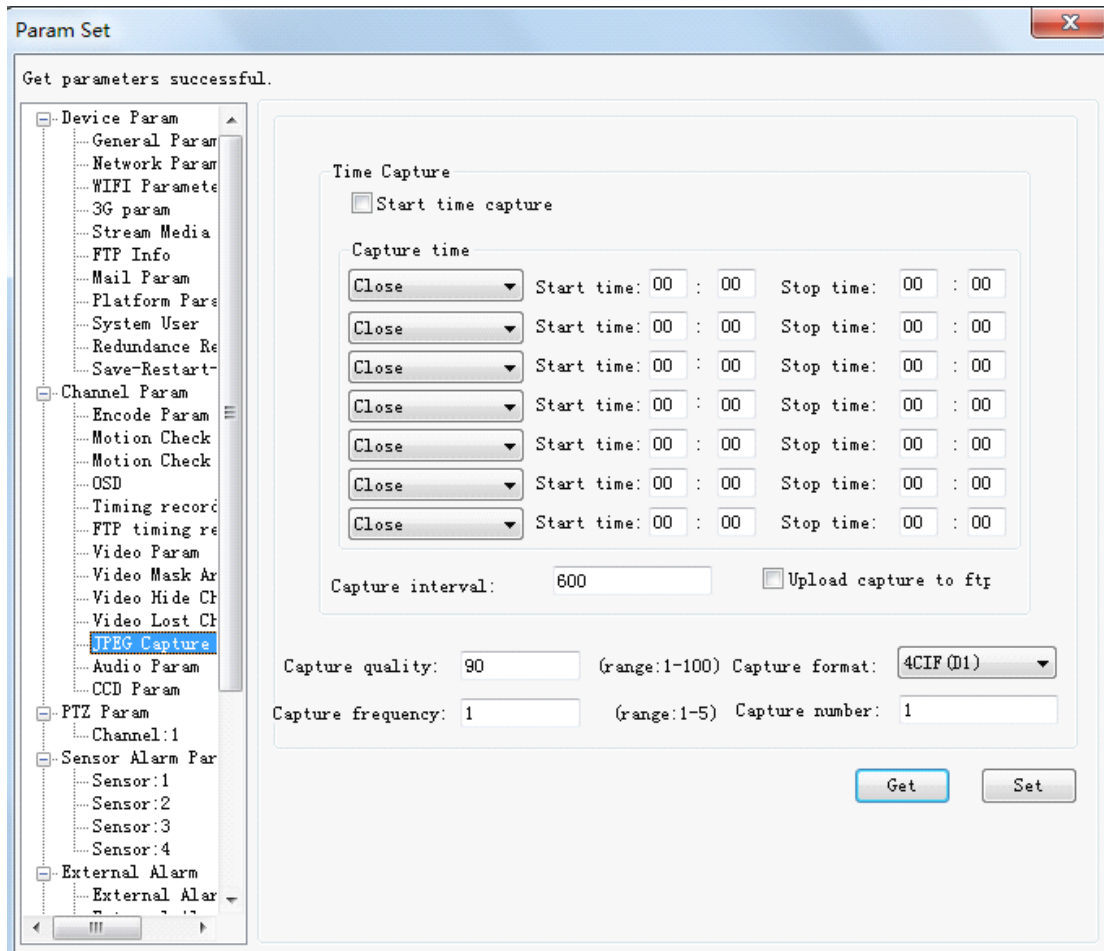 Param Set
Get parameters successful.
Device Param
General Param
Network Param
WIFI Paramete
3G param
Stream Media
FTP Info
Mail Param
Platform Para
System User
Redundance Re
Save-Restart-
Channel Param
Encode Param
Motion Check
Motion Check
OSD
Timing record
FTP timing re
Video Param
Video Mask Ar
Video Hide Ch
Video Lost Ch
JPEG Capture
Audio Param
CCD Param
PTZ Param
Channel:1
Sensor Alarm Par
Sensor:1
Sensor:2
Sensor:3
Sensor:4
External Alarm
External Alar
Time Capture
Start time capture
Capture time
Close Start time: 00 : 00 Stop time: 00 : 00
Close Start time: 00 : 00 Stop time: 00 : 00
Close Start time: 00 : 00 Stop time: 00 : 00
Close Start time: 00 : 00 Stop time: 00 : 00
Close Start time: 00 : 00 Stop time: 00 : 00
Close Start time: 00 : 00 Stop time: 00 : 00
Close Start time: 00 : 00 Stop time: 00 : 00
Capture interval: 600 Upload capture to ftp
Capture quality: 90 (range:1-100) Capture format: 4CIF(D1)
Capture frequency: 1 (range:1-5) Capture number: 1
Get Set